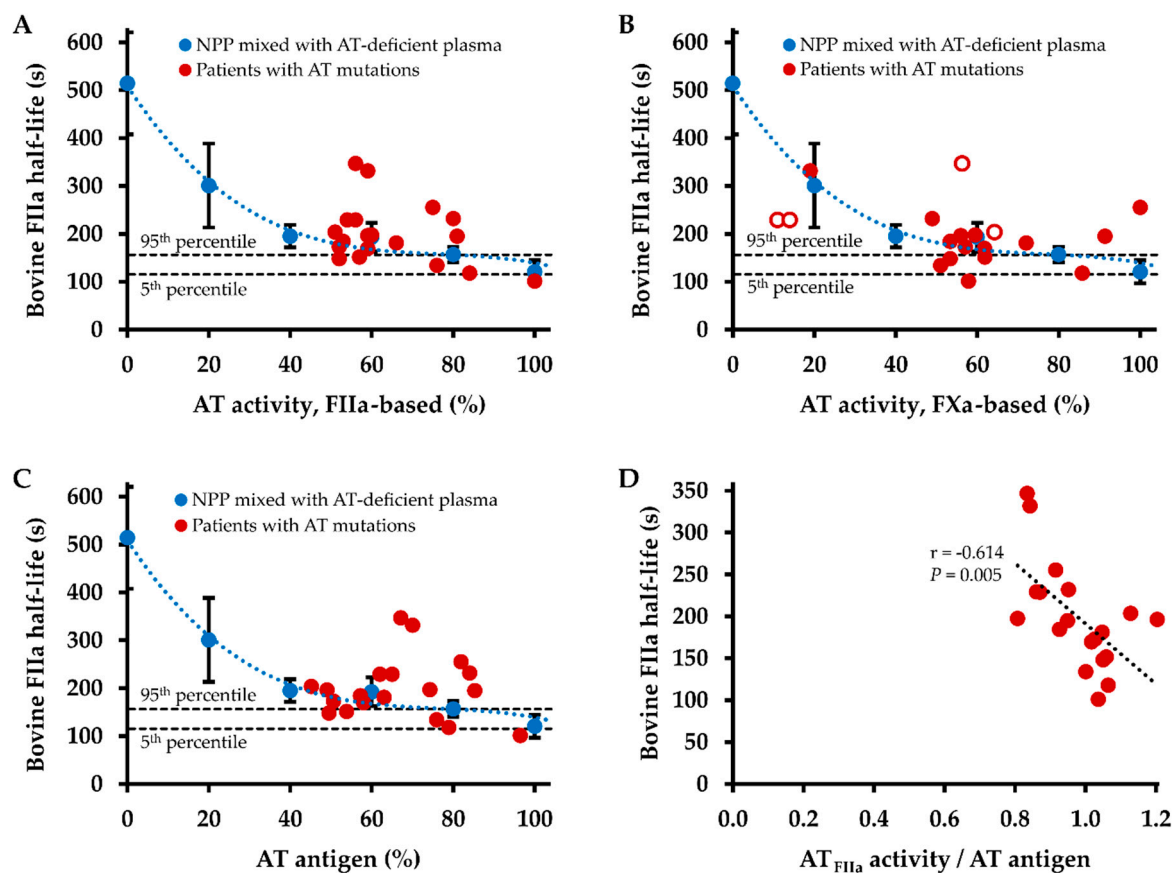 A
NPP mixed with AT-deficient plasma
Patients with AT mutations
Bovine FIIa half-life (s)
600
500
400
300
200
100
0
95th percentile
5th percentile
0 20 40 60 80 100
AT activity, FIIa-based (%)
B
NPP mixed with AT-deficient plasma
Patients with AT mutations
Bovine FIIa half-life (s)
600
500
400
300
200
100
0
95th percentile
5th percentile
0 20 40 60 80 100
AT activity, FXa-based (%)
C
NPP mixed with AT-deficient plasma
Patients with AT mutations
Bovine FIIa half-life (s)
600
500
400
300
200
100
0
95th percentile
5th percentile
0 20 40 60 80 100
AT antigen (%)
D
Bovine FIIa half-life (s)
350
300
250
200
150
100
50
0
r = -0.614
P = 0.005
0.0 0.2 0.4 0.6 0.8 1.0 1.2
ATFIIa activity / AT antigen